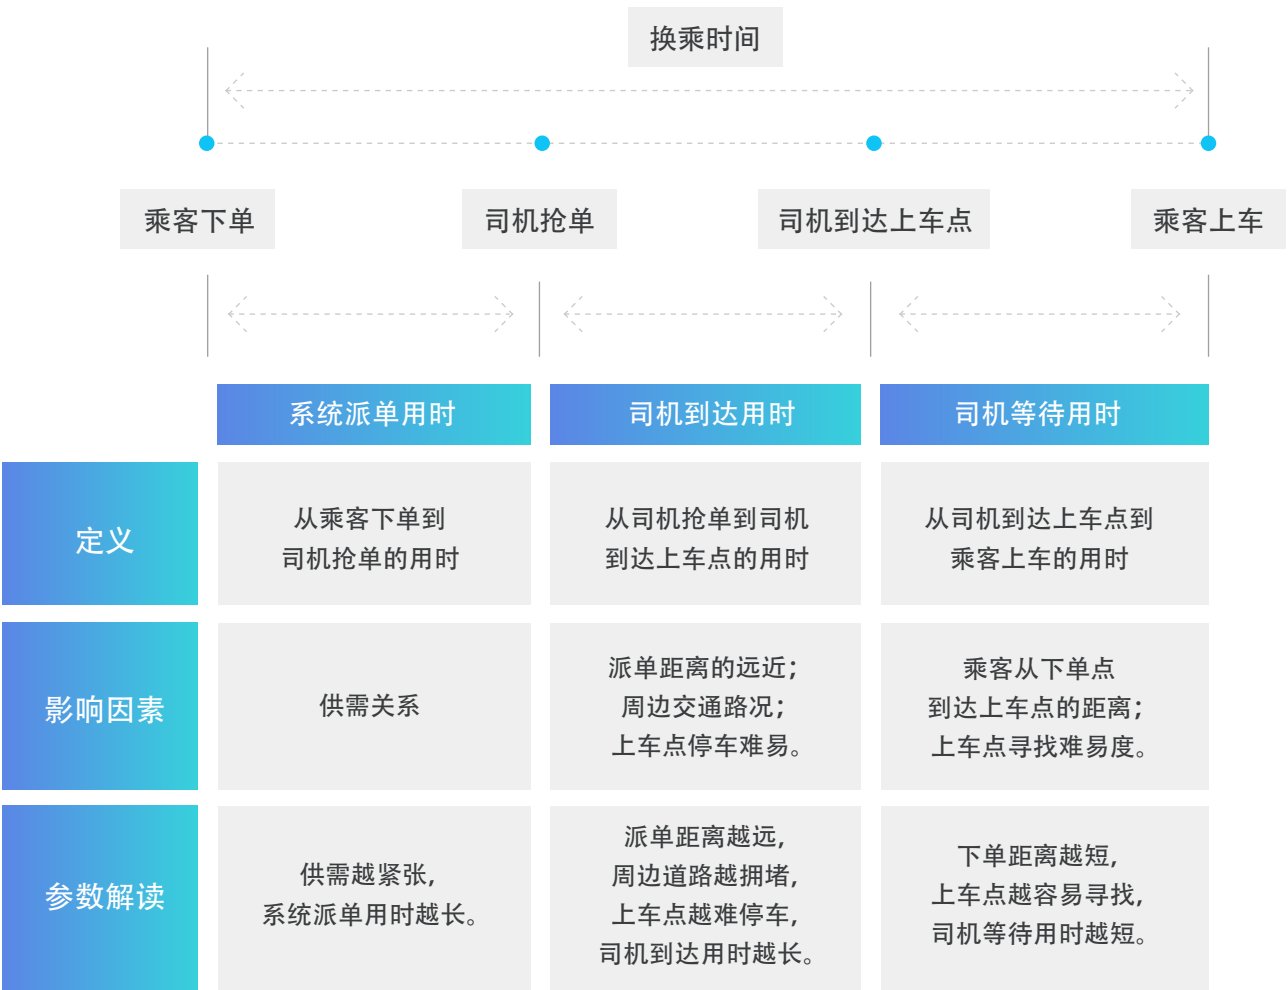 换乘时间
乘客下单
司机抢单
司机到达上车点
乘客上车
系统派单用时
司机到达用时
司机等待用时
定义
从乘客下单到
司机抢单的用时
从司机抢单到司机
到达上车点的用时
从司机到达上车点到
乘客上车的用时
影响因素
供需关系
派单距离的远近；
周边交通路况；
上车点停车难易。
乘客从下单点
到达上车点的距离；
上车点寻找难易度。
参数解读
供需越紧张，
系统派单用时越长。
派单距离越远，
周边道路越拥堵，
上车点越难停车，
司机到达用时越长。
下单距离越短，
上车点越容易寻找，
司机等待用时越短。